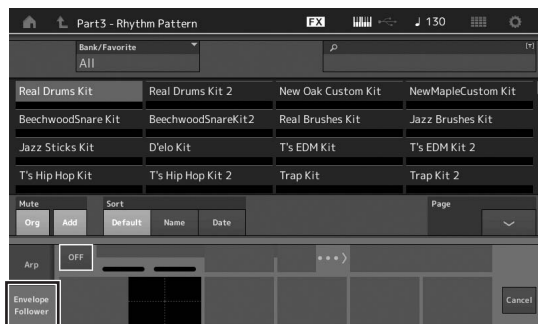 Part3 - Rhythm Pattern FX ♩ 130
Bank/Favorite
All
[T]
Real Drums Kit Real Drums Kit 2 New Oak Custom Kit NewMapleCustom Kit
BeechwoodSnare Kit BeechwoodSnareKit2 Real Brushes Kit Jazz Brushes Kit
Jazz Sticks Kit D'elo Kit T's EDM Kit T's EDM Kit 2
T's Hip Hop Kit T's Hip Hop Kit 2 Trap Kit Trap Kit 2
Mute Sort Page
Org Add Default Name Date
Arp OFF
Envelope
Follower
Cancel